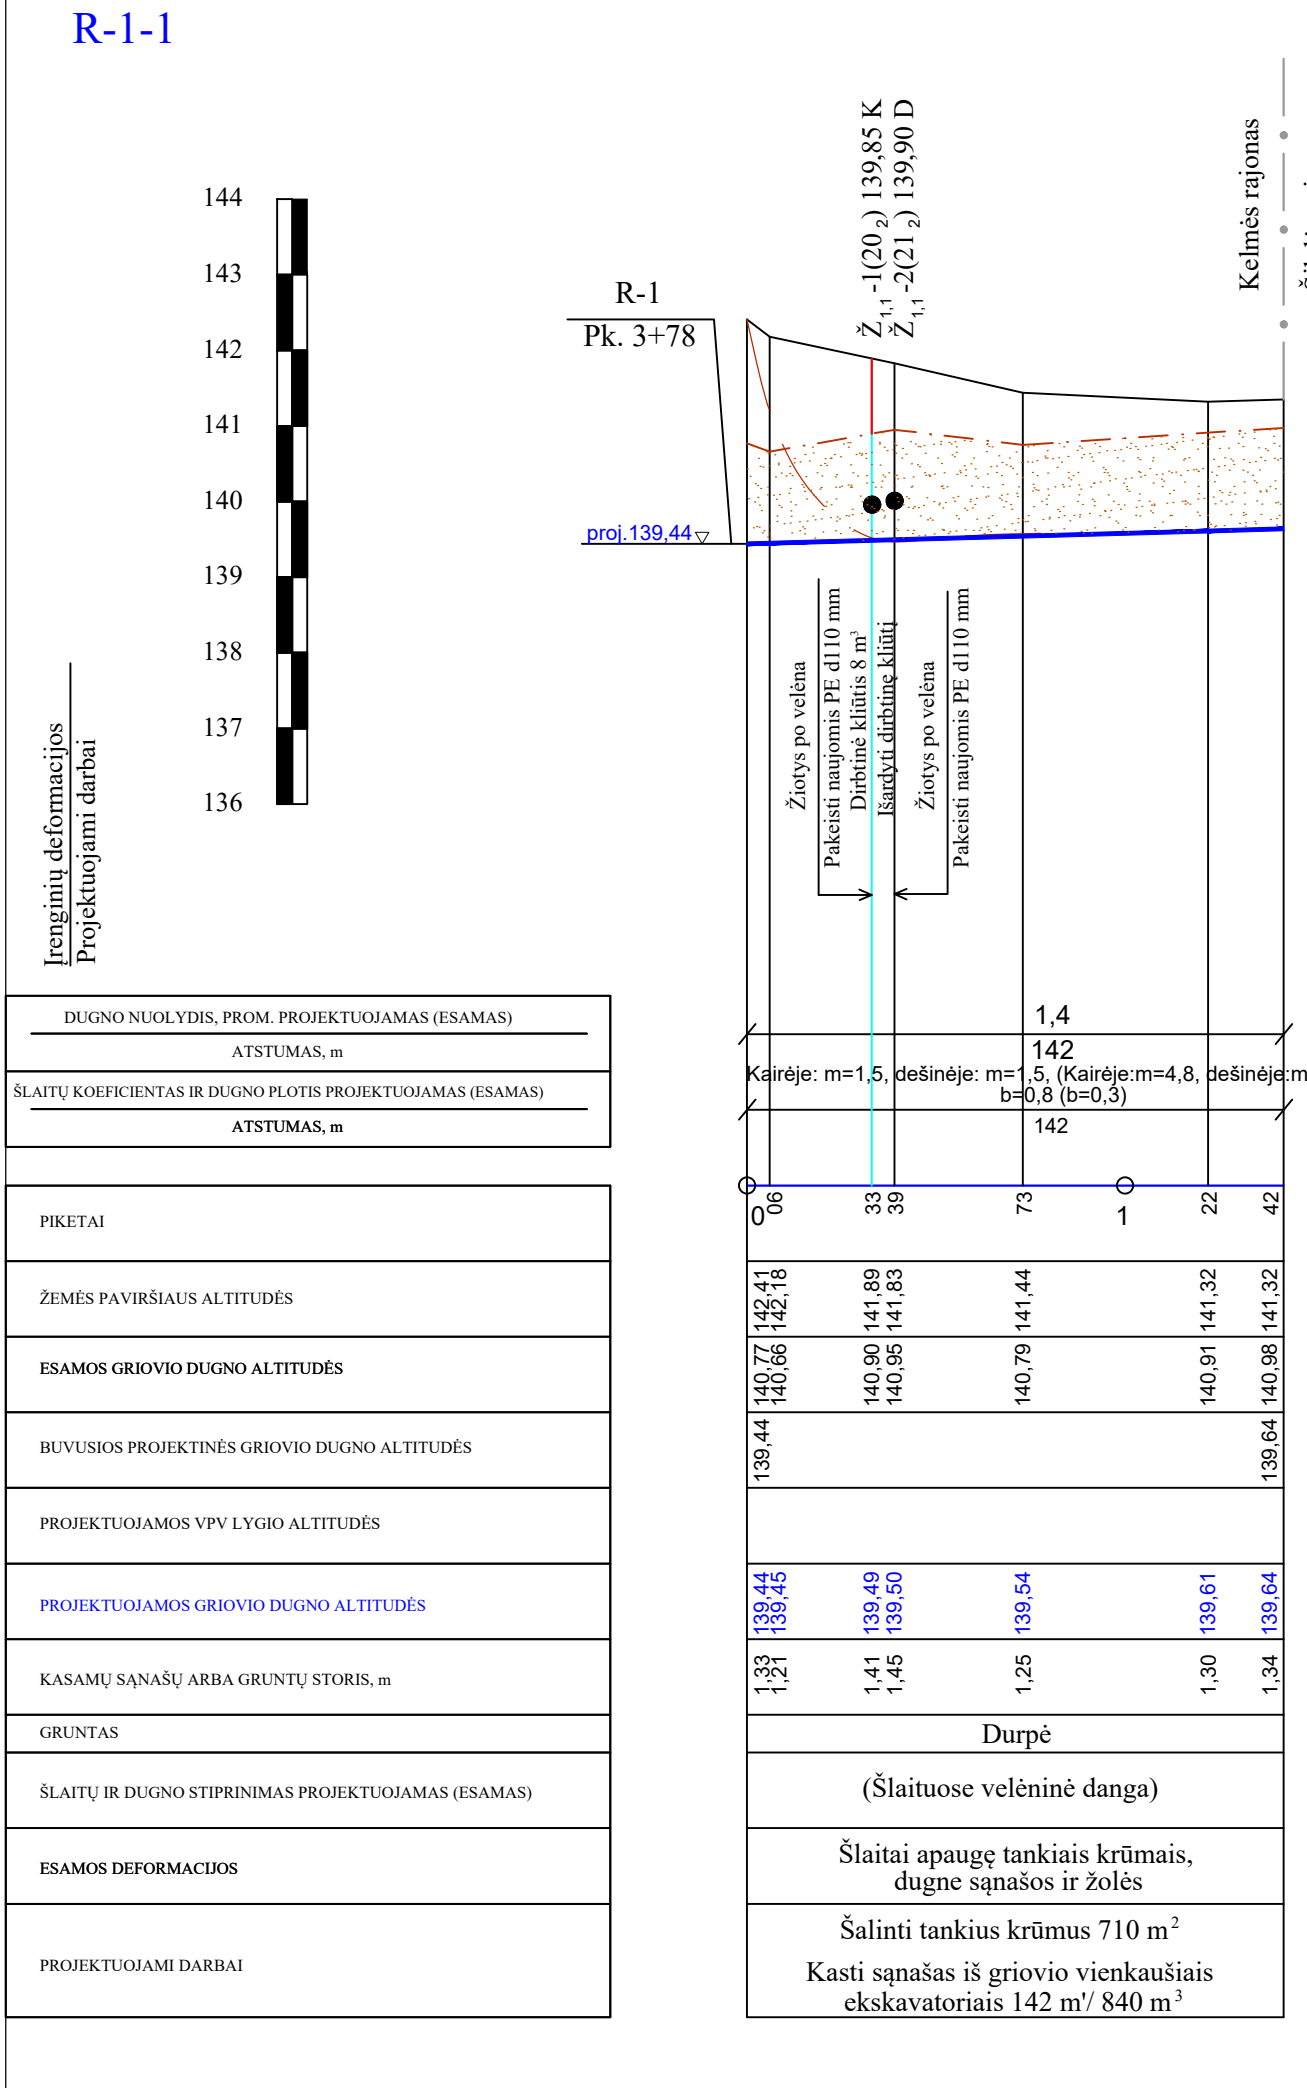 R-1-1
144
143
142
141
140
139
138
137
136
R-1
Pk. 3+78
proj.139,44
Ž1,1 -1(20 2) 139,85 K
Ž1,1 -2(21 2) 139,90 D
Kelmės rajonas
Žiotys po velėna
Pakeisti naujomis PE d110 mm
Dirbtinė kliūtis 8 m³
Išardyti dirbtinę kliūtį
Žiotys po velėna
Pakeisti naujomis PE d110 mm
Įrenginių deformacijos
Projektuojami darbai
DUGNO NUOLYDIS, PROM. PROJEKTUOJAMAS (ESAMAS)
ATSTUMAS, m
1,4
142
ŠLAITŲ KOEFICIENTAS IR DUGNO PLOTIS PROJEKTUOJAMAS (ESAMAS)
ATSTUMAS, m
Kairėje: m=1,5, dešinėje: m=1,5, (Kairėje:m=4,8, dešinėje:m
b=0,8 (b=0,3)
142
PIKETAI
0 06 33 39 73 1 22 42
ŽEMĖS PAVIRŠIAUS ALTITUDĖS
142,41 142,18 141,89 141,83 141,44 141,32 141,32
ESAMOS GRIOVIO DUGNO ALTITUDĖS
140,77 140,66 140,90 140,95 140,79 140,91 140,98
BUVUSIOS PROJEKTINĖS GRIOVIO DUGNO ALTITUDĖS
139,44 139,64
PROJEKTUOJAMOS VPV LYGIO ALTITUDĖS
PROJEKTUOJAMOS GRIOVIO DUGNO ALTITUDĖS
139,44 139,45 139,49 139,50 139,54 139,61 139,64
KASAMŲ SĄNAŠŲ ARBA GRUNTŲ STORIS, m
1,33 1,21 1,41 1,45 1,25 1,30 1,34
GRUNTAS
Durpė
ŠLAITŲ IR DUGNO STIPRINIMAS PROJEKTUOJAMAS (ESAMAS)
(Šlaituose velėninė danga)
ESAMOS DEFORMACIJOS
Šlaitai apaugę tankiais krūmais,
dugne sąnašos ir žolės
PROJEKTUOJAMI DARBAI
Šalinti tankius krūmus 710 m²
Kasti sąnašas iš griovio vienkaušiais
ekskavatoriais 142 m'/ 840 m³